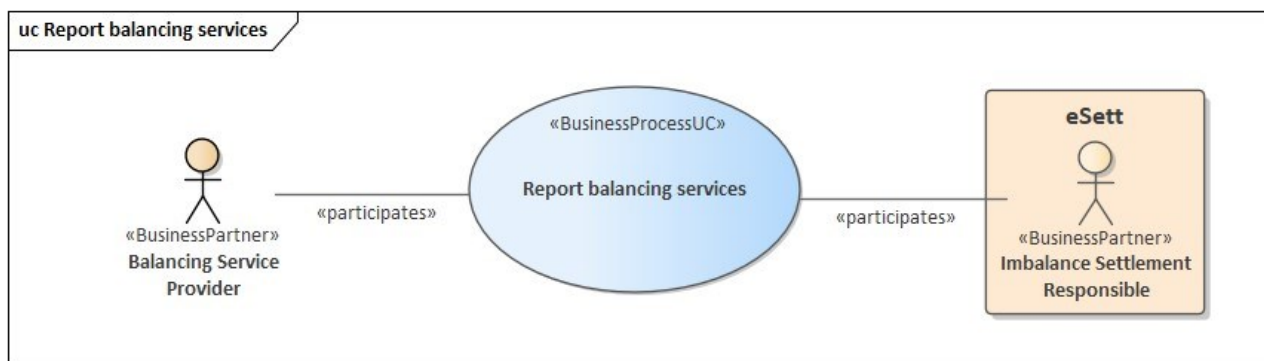 uc Report balancing services
«BusinessProcessUC»
Report balancing services
«participates»
«participates»
«BusinessPartner»
Balancing Service
Provider
eSett
«BusinessPartner»
Imbalance Settlement
Responsible